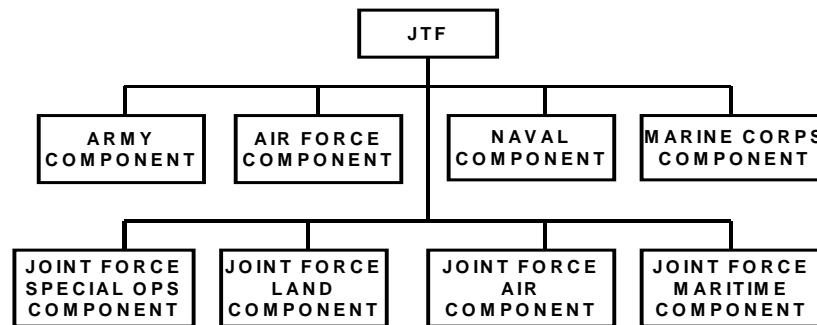 JTF
ARMY
COMPONENT
AIR FORCE
COMPONENT
NAVAL
COMPONENT
MARINE CORPS
COMPONENT
JOINT FORCE
SPECIAL OPS
COMPONENT
JOINT FORCE
LAND
COMPONENT
JOINT FORCE
AIR
COMPONENT
JOINT FORCE
MARITIME
COMPONENT